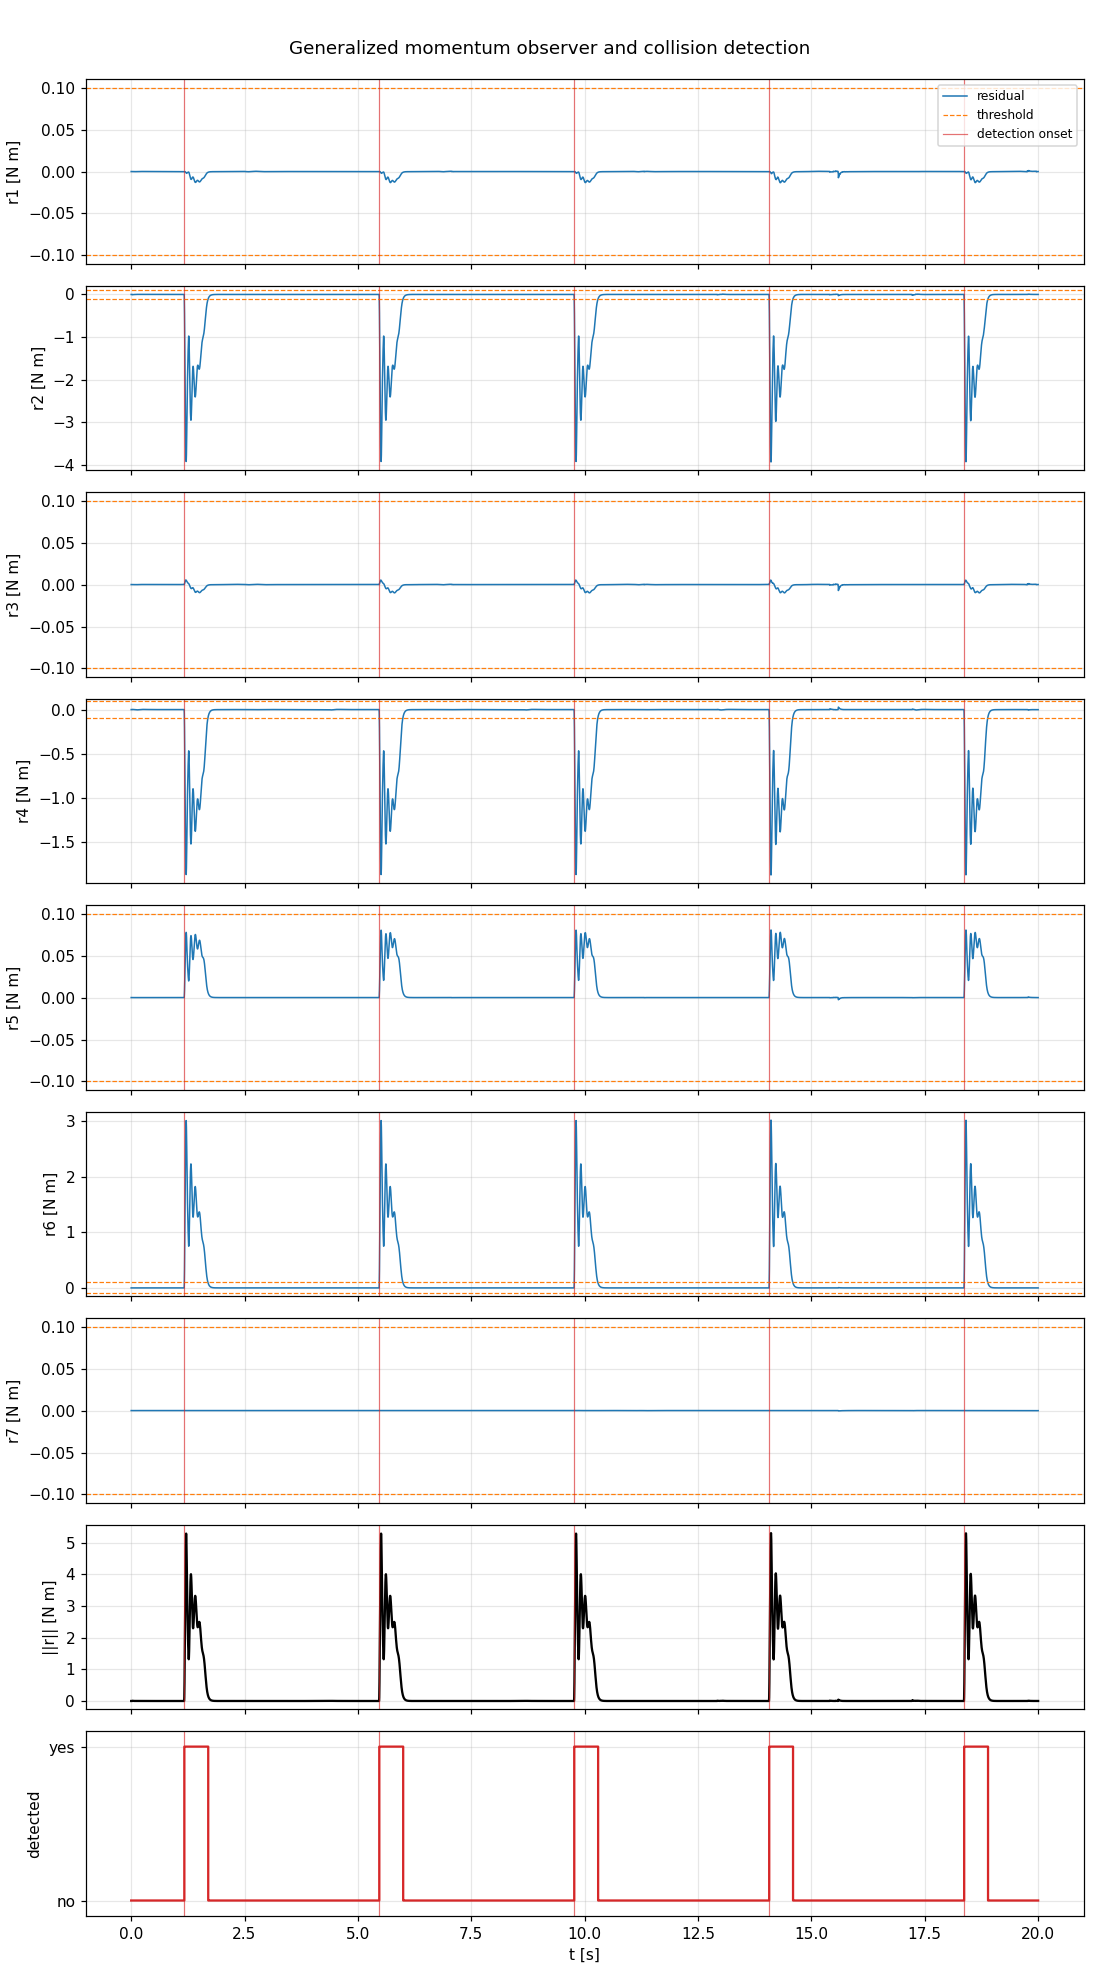 Generalized momentum observer and collision detection
0.10
0.05
0.00
−0.05
−0.10
r1 [N m]
residual
threshold
detection onset
0
−1
−2
−3
−4
r2 [N m]
0.10
0.05
0.00
−0.05
−0.10
r3 [N m]
0.0
−0.5
−1.0
−1.5
r4 [N m]
0.10
0.05
0.00
−0.05
−0.10
r5 [N m]
3
2
1
0
r6 [N m]
0.10
0.05
0.00
−0.05
−0.10
r7 [N m]
5
4
3
2
1
0
||r|| [N m]
yes
no
detected
0.0 2.5 5.0 7.5 10.0 12.5 15.0 17.5 20.0
t [s]